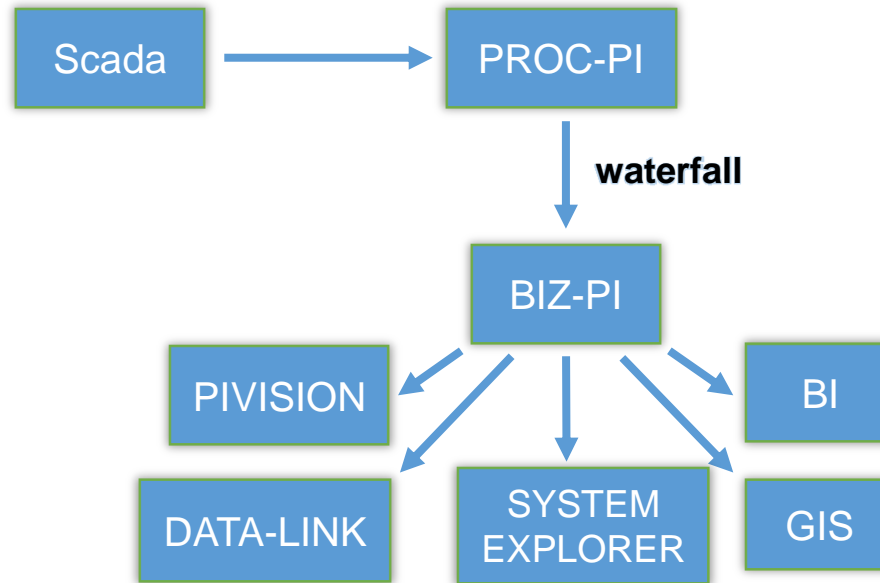 Scada
PROC-PI
waterfall
BIZ-PI
PIVISION
BI
DATA-LINK
SYSTEM
EXPLORER
GIS